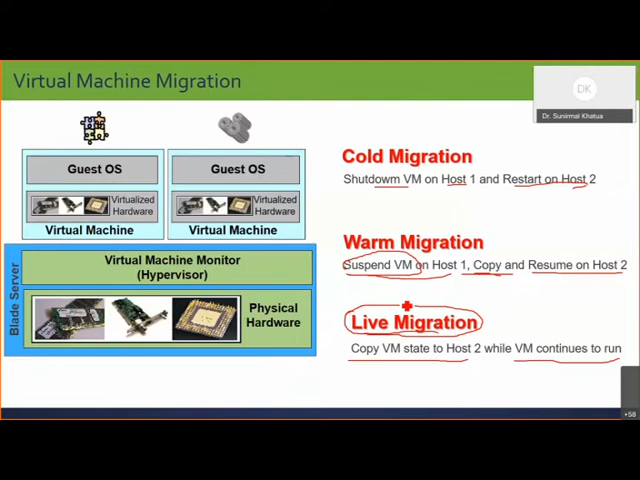 Virtual Machine Migration
DK
Dr. Sunirmal Khatua
Guest OS
Virtualized
Hardware
Virtual Machine
Guest OS
Virtualized
Hardware
Virtual Machine
Blade Server
Virtual Machine Monitor
(Hypervisor)
Physical
Hardware
Cold Migration
Shutdowm VM on Host 1 and Restart on Host 2
Warm Migration
Suspend VM on Host 1, Copy and Resume on Host 2
Live Migration
Copy VM state to Host 2 while VM continues to run
+58